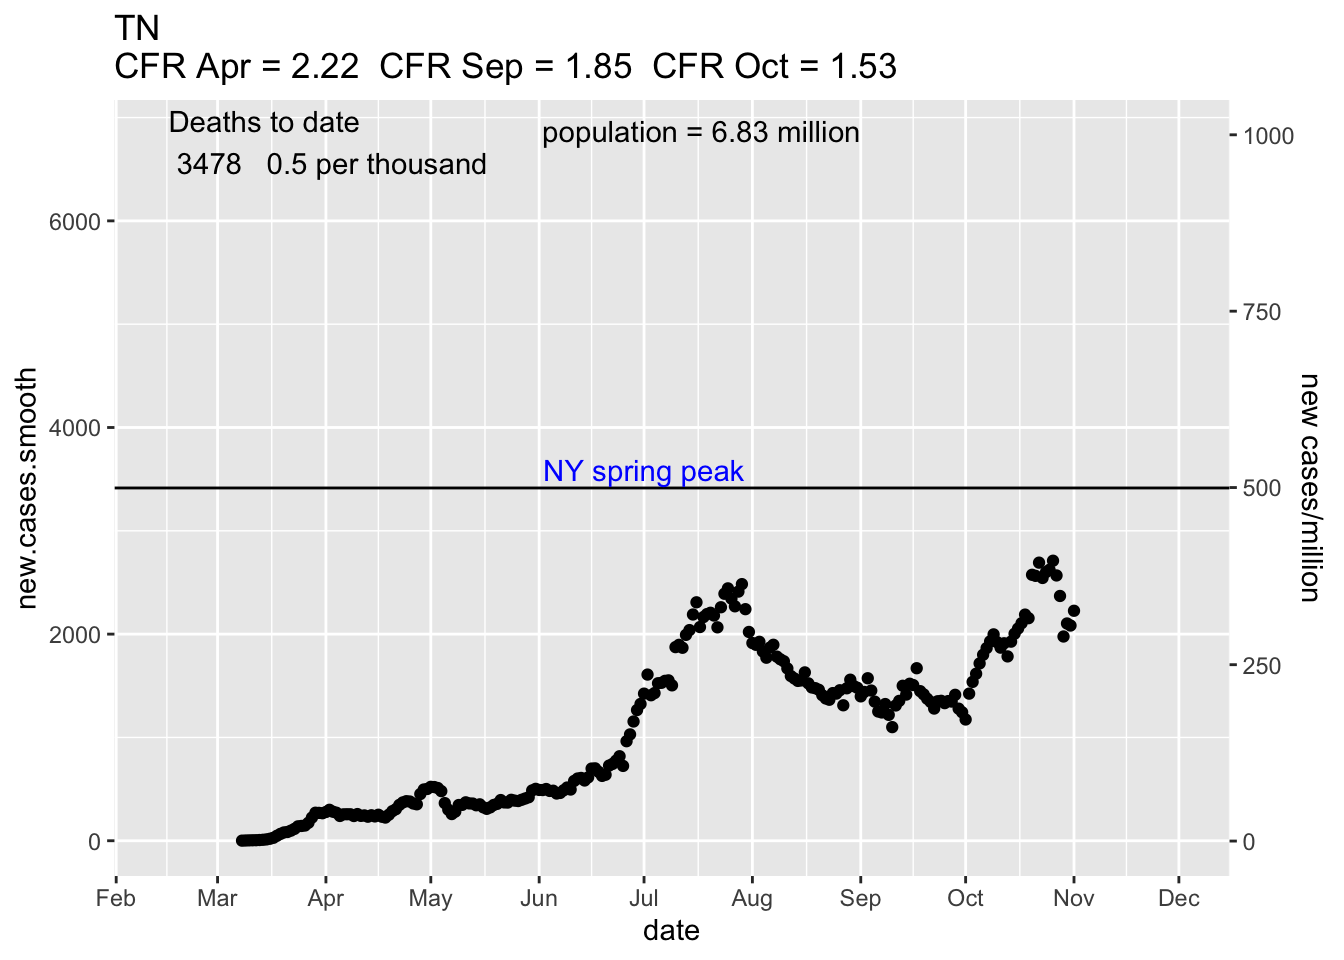 TN
CFR Apr = 2.22  CFR Sep = 1.85  CFR Oct = 1.53
Deaths to date
3478   0.5 per thousand
population = 6.83 million
NY spring peak
new.cases.smooth
6000
4000
2000
0
1000
750
500
250
0
new cases/million
Feb Mar Apr May Jun Jul Aug Sep Oct Nov Dec
date